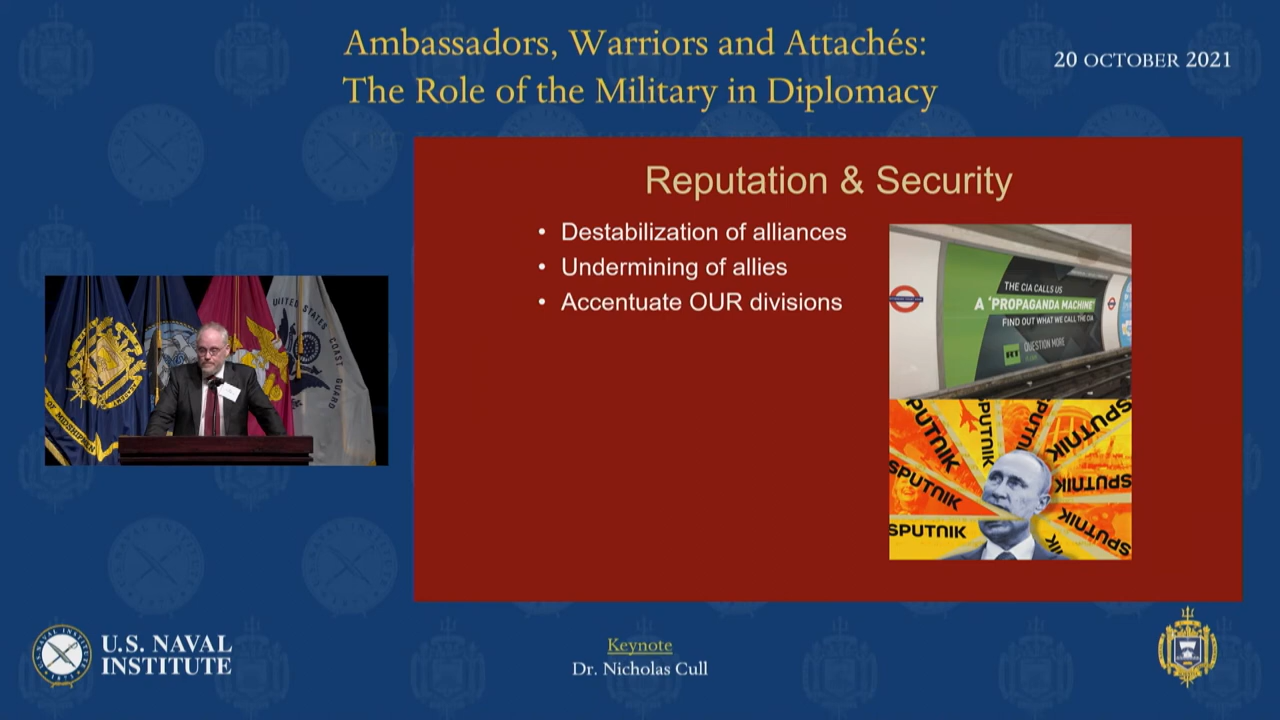 Ambassadors, Warriors and Attachés:
The Role of the Military in Diplomacy
20 OCTOBER 2021
Reputation & Security
• Destabilization of alliances
• Undermining of allies
• Accentuate OUR divisions
THE CIA CALLS US
A 'PROPAGANDA MACHINE'
FIND OUT WHAT WE CALL THE CIA
RT
QUESTION MORE
SPUTNIK
SPUTNIK
SPUTNIK
SPUTNIK
SPUTNIK
SPUTNIK
SPUTNIK
SPUTNIK
UNITED STATES
COAST GUARD
OF MIDSHIPMEN
U.S. NAVAL
INSTITUTE
Keynote
Dr. Nicholas Cull